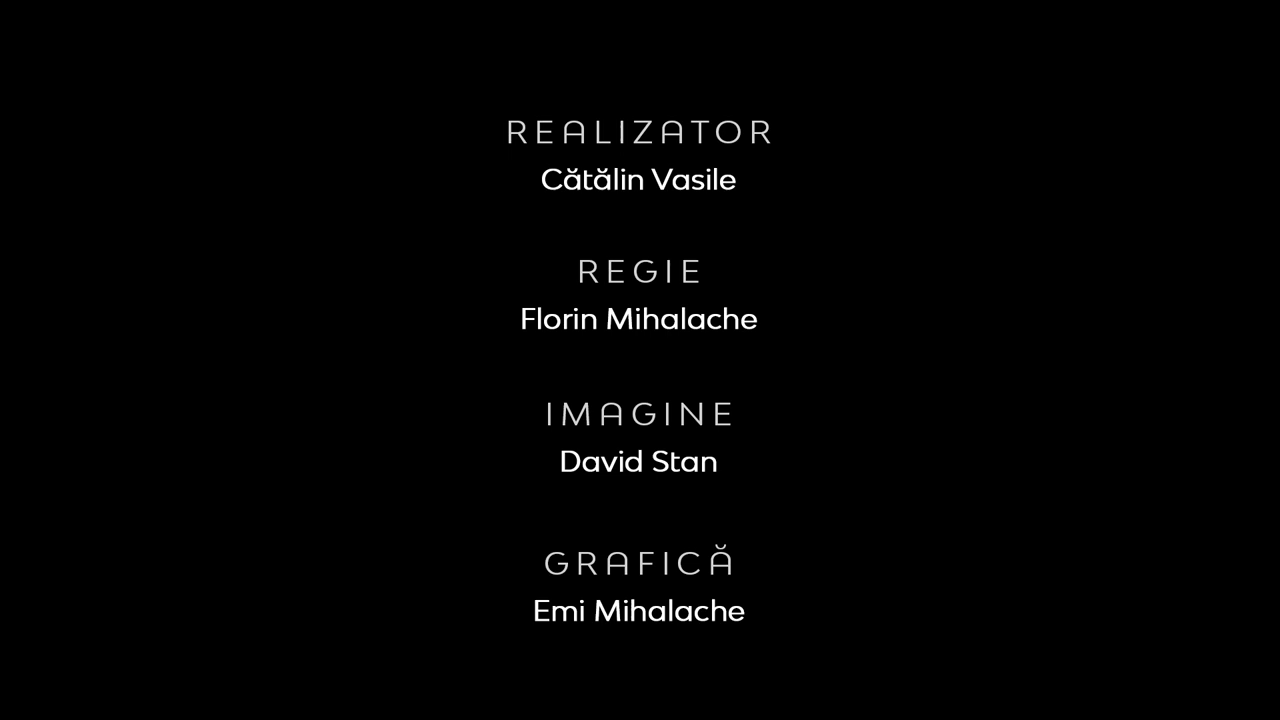 REALIZATOR
Cătălin Vasile
REGIE
Florin Mihalache
IMAGINE
David Stan
GRAFICĂ
Emi Mihalache